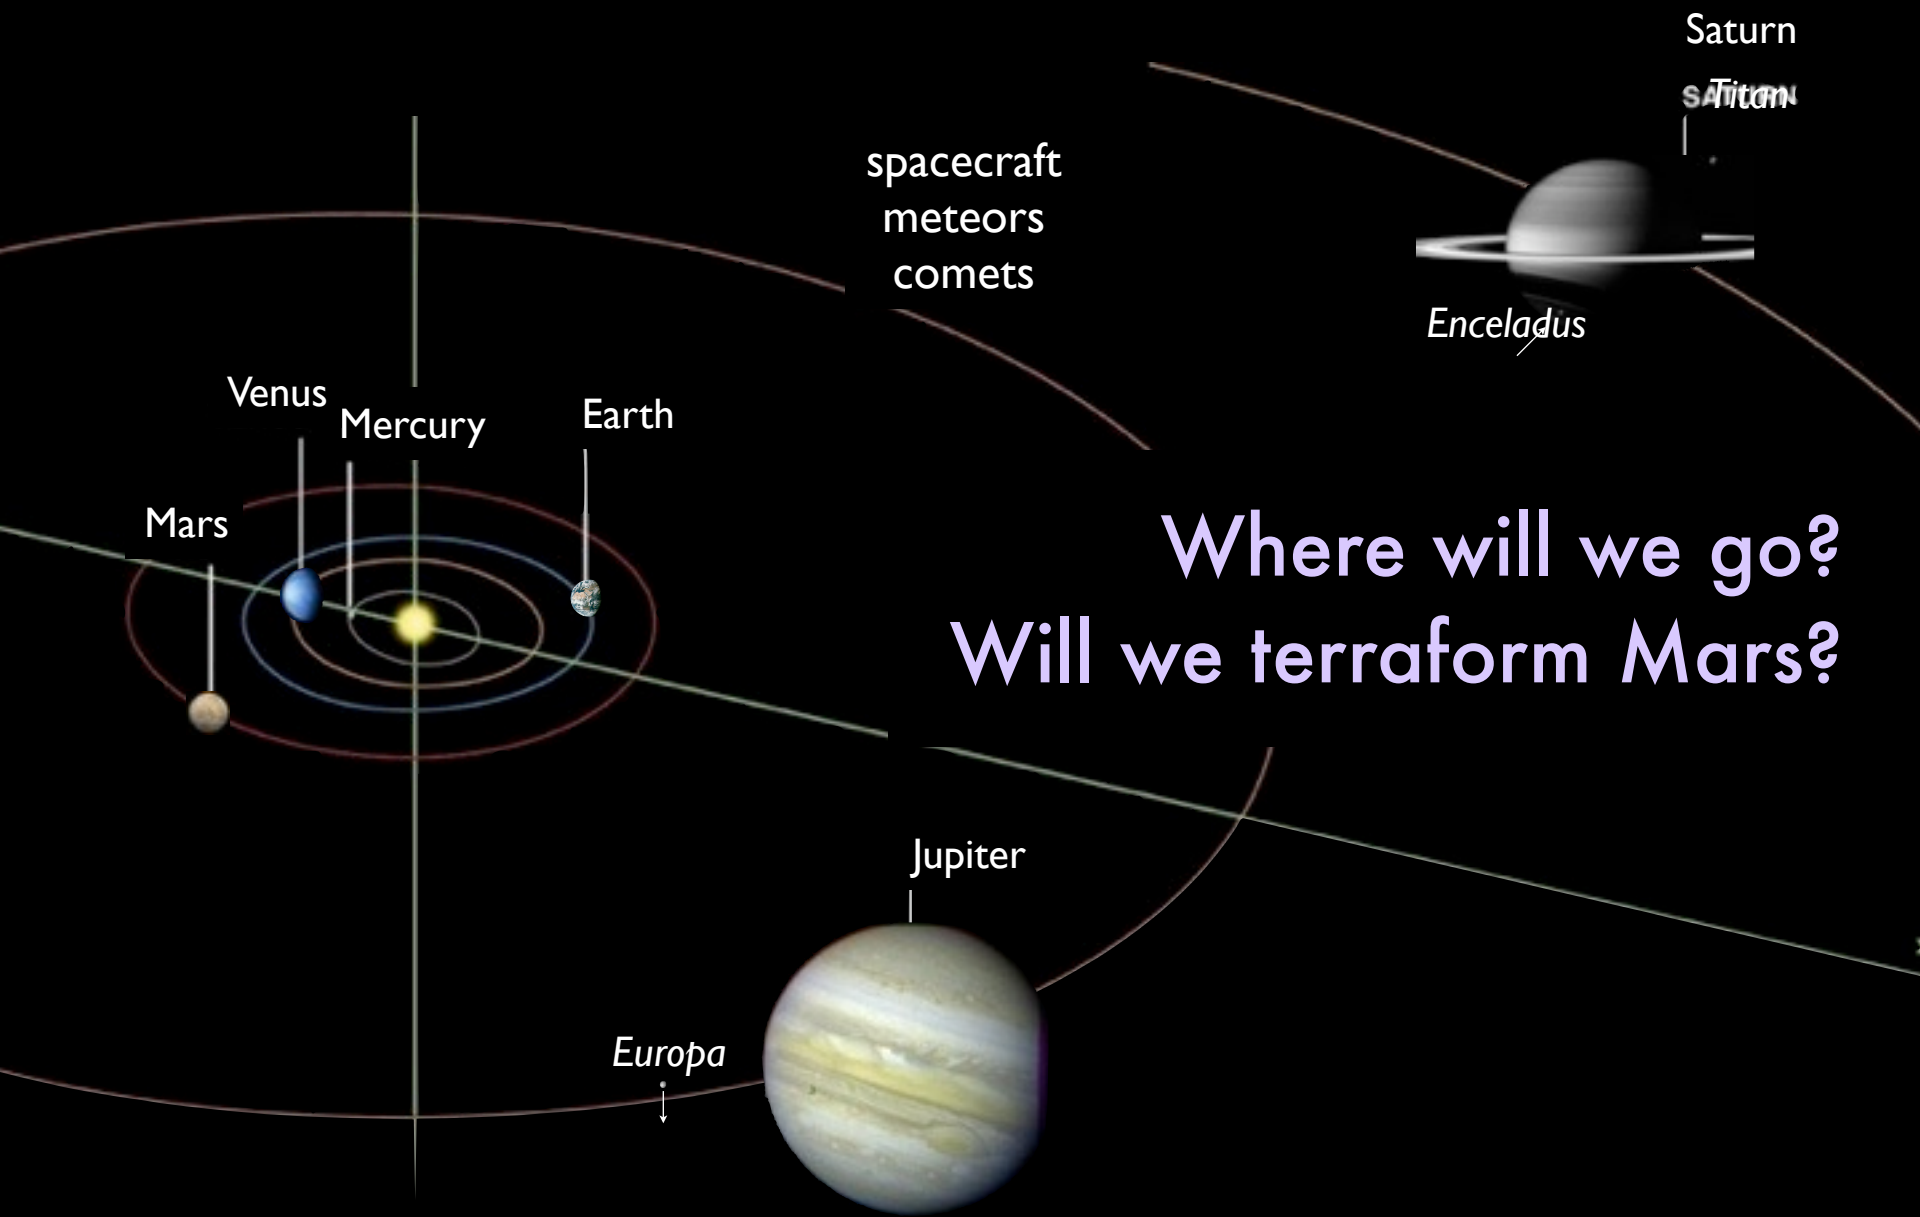 Saturn
SATURN
Titan
spacecraft
meteors
comets
Enceladus
Venus
Mercury
Earth
Mars
Where will we go?
Will we terraform Mars?
Jupiter
Europa